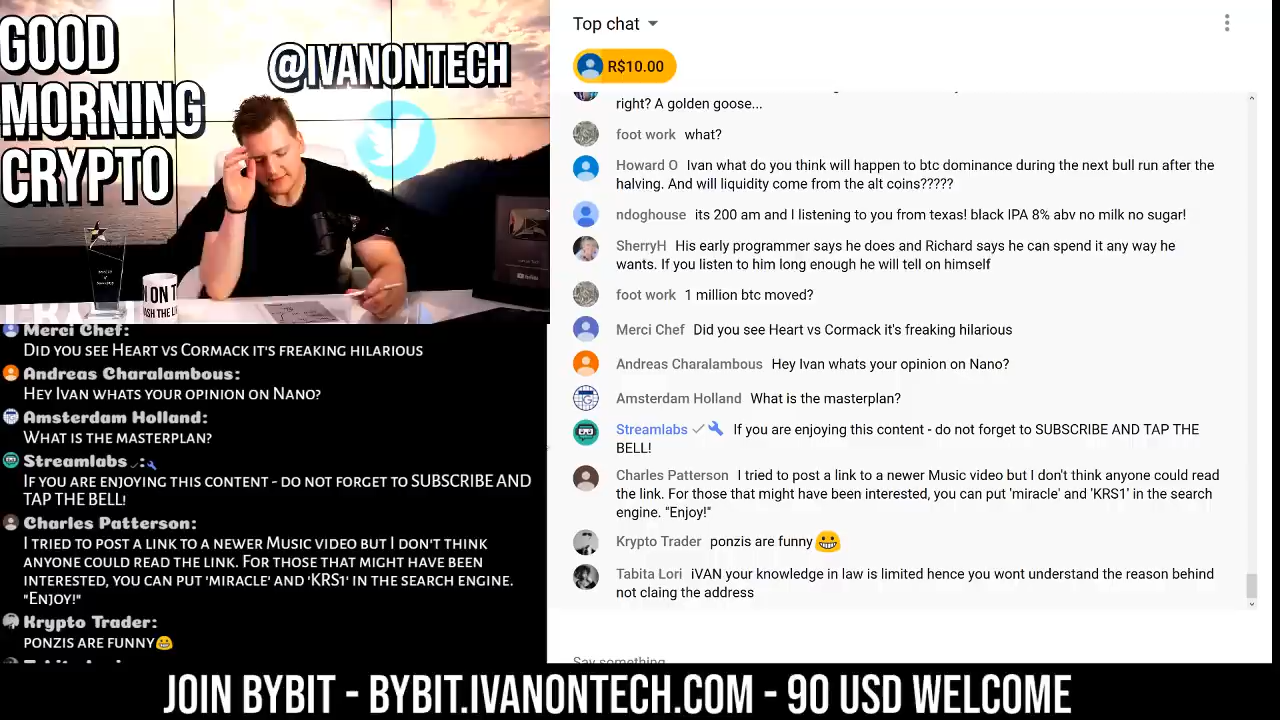 GOOD
MORNING
CRYPTO
@IVANONTECH
Merci Chef:
DID YOU SEE HEART VS CORMACK IT'S FREAKING HILARIOUS
Andreas Charalambous:
HEY IVAN WHATS YOUR OPINION ON NANO?
Amsterdam Holland:
WHAT IS THE MASTERPLAN?
Streamlabs :
IF YOU ARE ENJOYING THIS CONTENT - DO NOT FORGET TO SUBSCRIBE AND
TAP THE BELL!
Charles Patterson:
I TRIED TO POST A LINK TO A NEWER MUSIC VIDEO BUT I DON'T THINK
ANYONE COULD READ THE LINK. FOR THOSE THAT MIGHT HAVE BEEN
INTERESTED, YOU CAN PUT 'MIRACLE' AND 'KRS1' IN THE SEARCH ENGINE.
"ENJOY!"
Krypto Trader:
PONZIS ARE FUNNY😀
Top chat
R$10.00
right? A golden goose...
foot work what?
Howard O Ivan what do you think will happen to btc dominance during the next bull run after the
halving. And will liquidity come from the alt coins?????
ndoghouse its 200 am and I listening to you from texas! black IPA 8% abv no milk no sugar!
SherryH His early programmer says he does and Richard says he can spend it any way he
wants. If you listen to him long enough he will tell on himself
foot work 1 million btc moved?
Merci Chef Did you see Heart vs Cormack it's freaking hilarious
Andreas Charalambous Hey Ivan whats your opinion on Nano?
Amsterdam Holland What is the masterplan?
Streamlabs If you are enjoying this content - do not forget to SUBSCRIBE AND TAP THE
BELL!
Charles Patterson I tried to post a link to a newer Music video but I don't think anyone could read
the link. For those that might have been interested, you can put 'miracle' and 'KRS1' in the search
engine. "Enjoy!"
Krypto Trader ponzis are funny😀
Tabita Lori iVAN your knowledge in law is limited hence you wont understand the reason behind
not claing the address
Say something
JOIN BYBIT - BYBIT.IVANONTECH.COM - 90 USD WELCOME